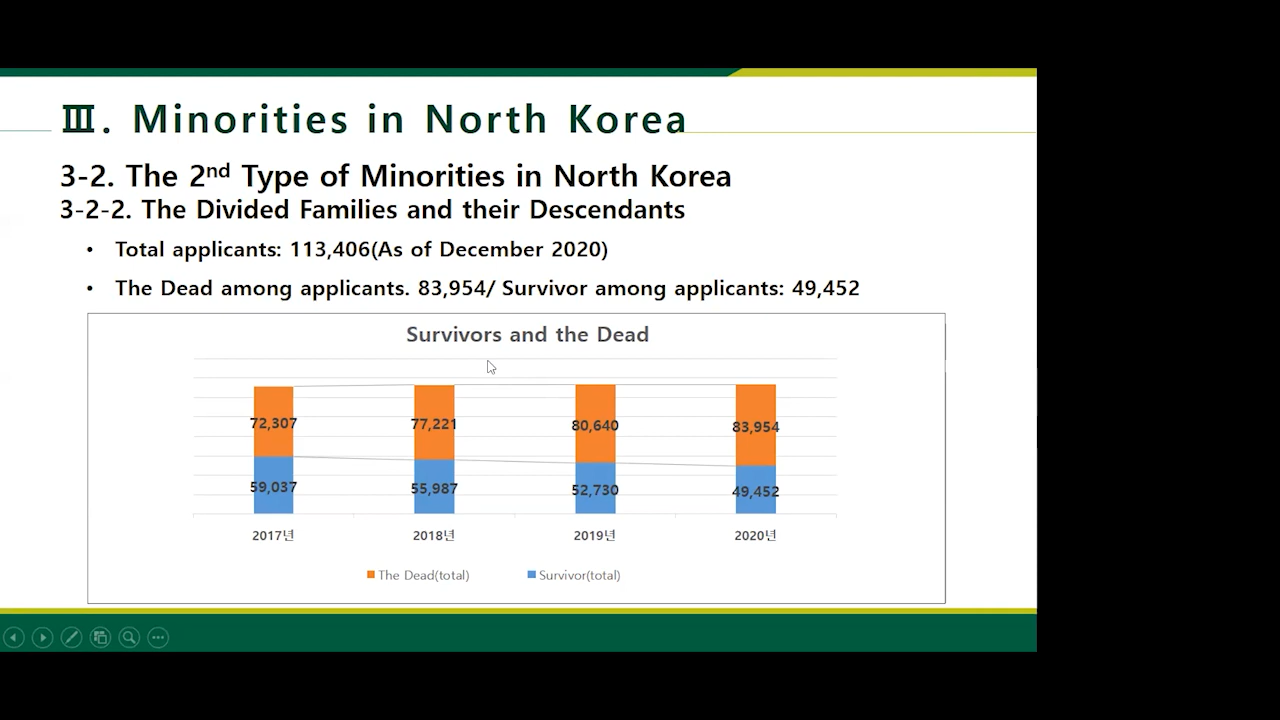 Ⅲ. Minorities in North Korea
3-2. The 2nd Type of Minorities in North Korea
3-2-2. The Divided Families and their Descendants
• Total applicants: 113,406(As of December 2020)
• The Dead among applicants. 83,954/ Survivor among applicants: 49,452
Survivors and the Dead
72,307 77,221 80,640 83,954
59,037 55,987 52,730 49,452
2017년 2018년 2019년 2020년
The Dead(total) Survivor(total)